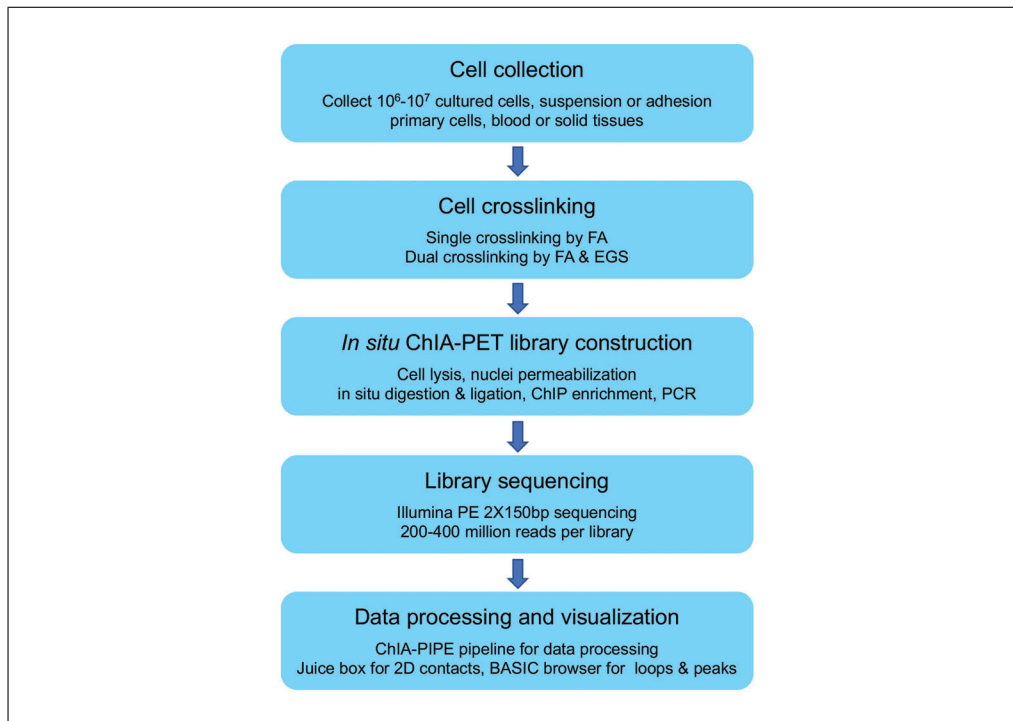 Cell collection
Collect 10⁶-10⁷ cultured cells, suspension or adhesion
primary cells, blood or solid tissues
Cell crosslinking
Single crosslinking by FA
Dual crosslinking by FA & EGS
In situ ChIA-PET library construction
Cell lysis, nuclei permeabilization
in situ digestion & ligation, ChIP enrichment, PCR
Library sequencing
Illumina PE 2X150bp sequencing
200-400 million reads per library
Data processing and visualization
ChIA-PIPE pipeline for data processing
Juice box for 2D contacts, BASIC browser for loops & peaks